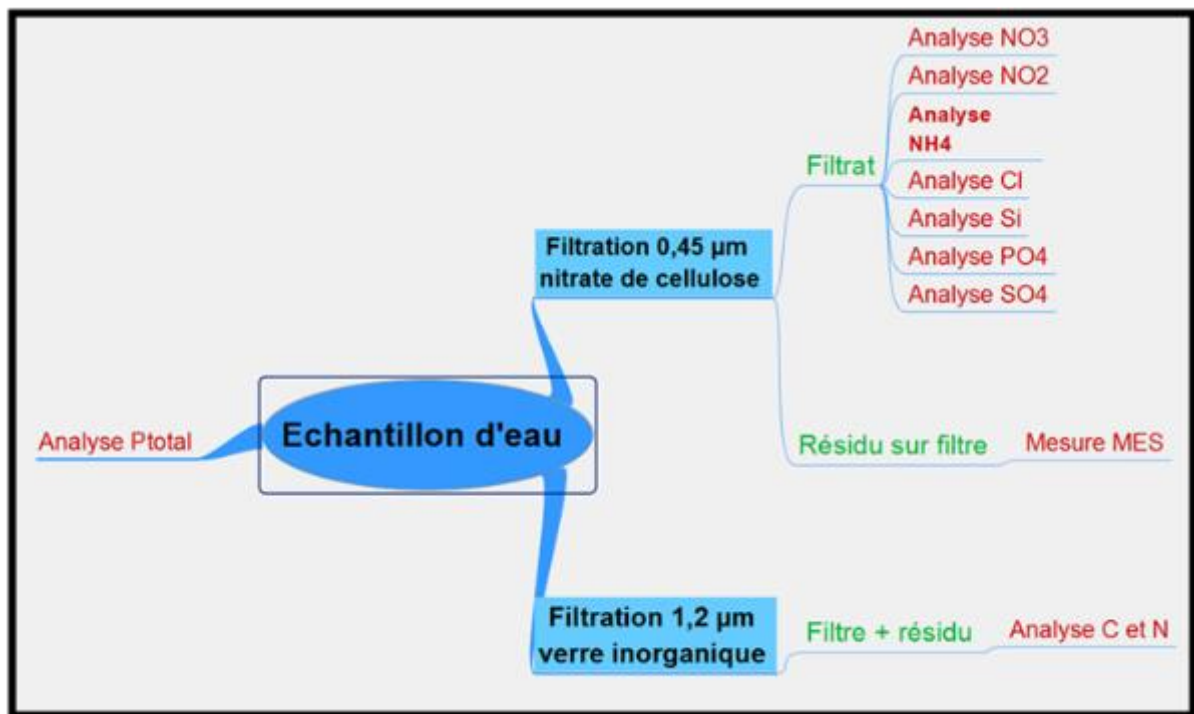 Analyse NO3
Analyse NO2
Analyse
NH4
Filtrat
Analyse Cl
Analyse Si
Analyse PO4
Analyse SO4
Filtration 0,45 µm
nitrate de cellulose
Echantillon d'eau
Analyse Ptotal
Résidu sur filtre
Mesure MES
Filtration 1,2 µm
verre inorganique
Filtre + résidu
Analyse C et N